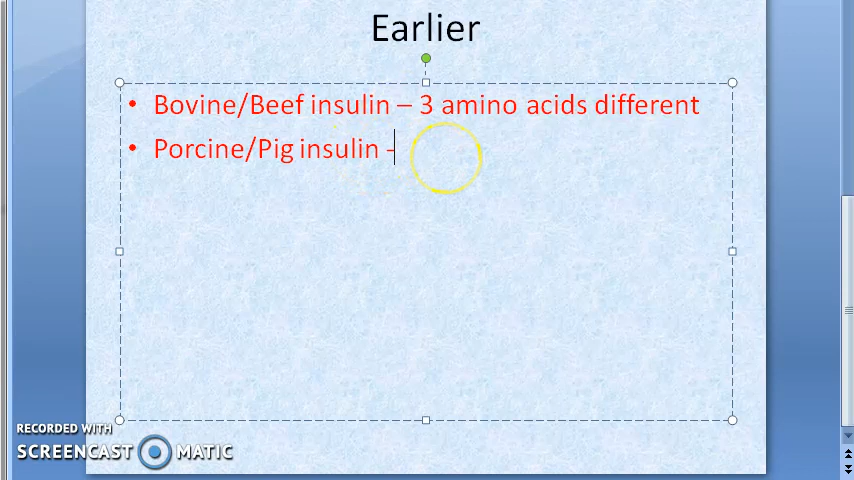 Earlier
• Bovine/Beef insulin – 3 amino acids different
• Porcine/Pig insulin -
RECORDED WITH
SCREENCAST MATIC